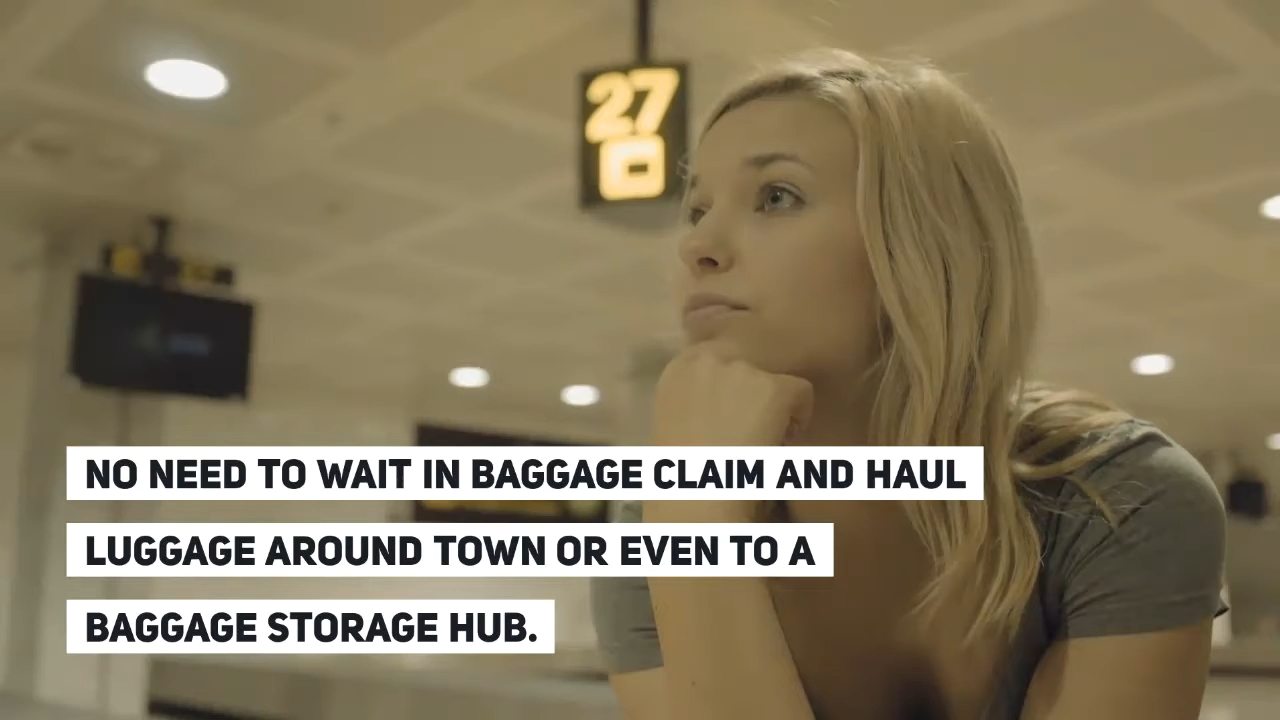 27
NO NEED TO WAIT IN BAGGAGE CLAIM AND HAUL
LUGGAGE AROUND TOWN OR EVEN TO A
BAGGAGE STORAGE HUB.